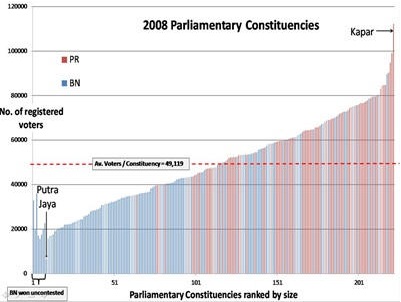 2008 Parliamentary Constituencies
Kapar
PR
BN
No. of registered
voters
120000
100000
80000
60000
40000
20000
0
Av. Voters / Constituency = 49,119
Putra
Jaya
1
51
101
151
201
BN won uncontested
Parliamentary Constituencies ranked by size